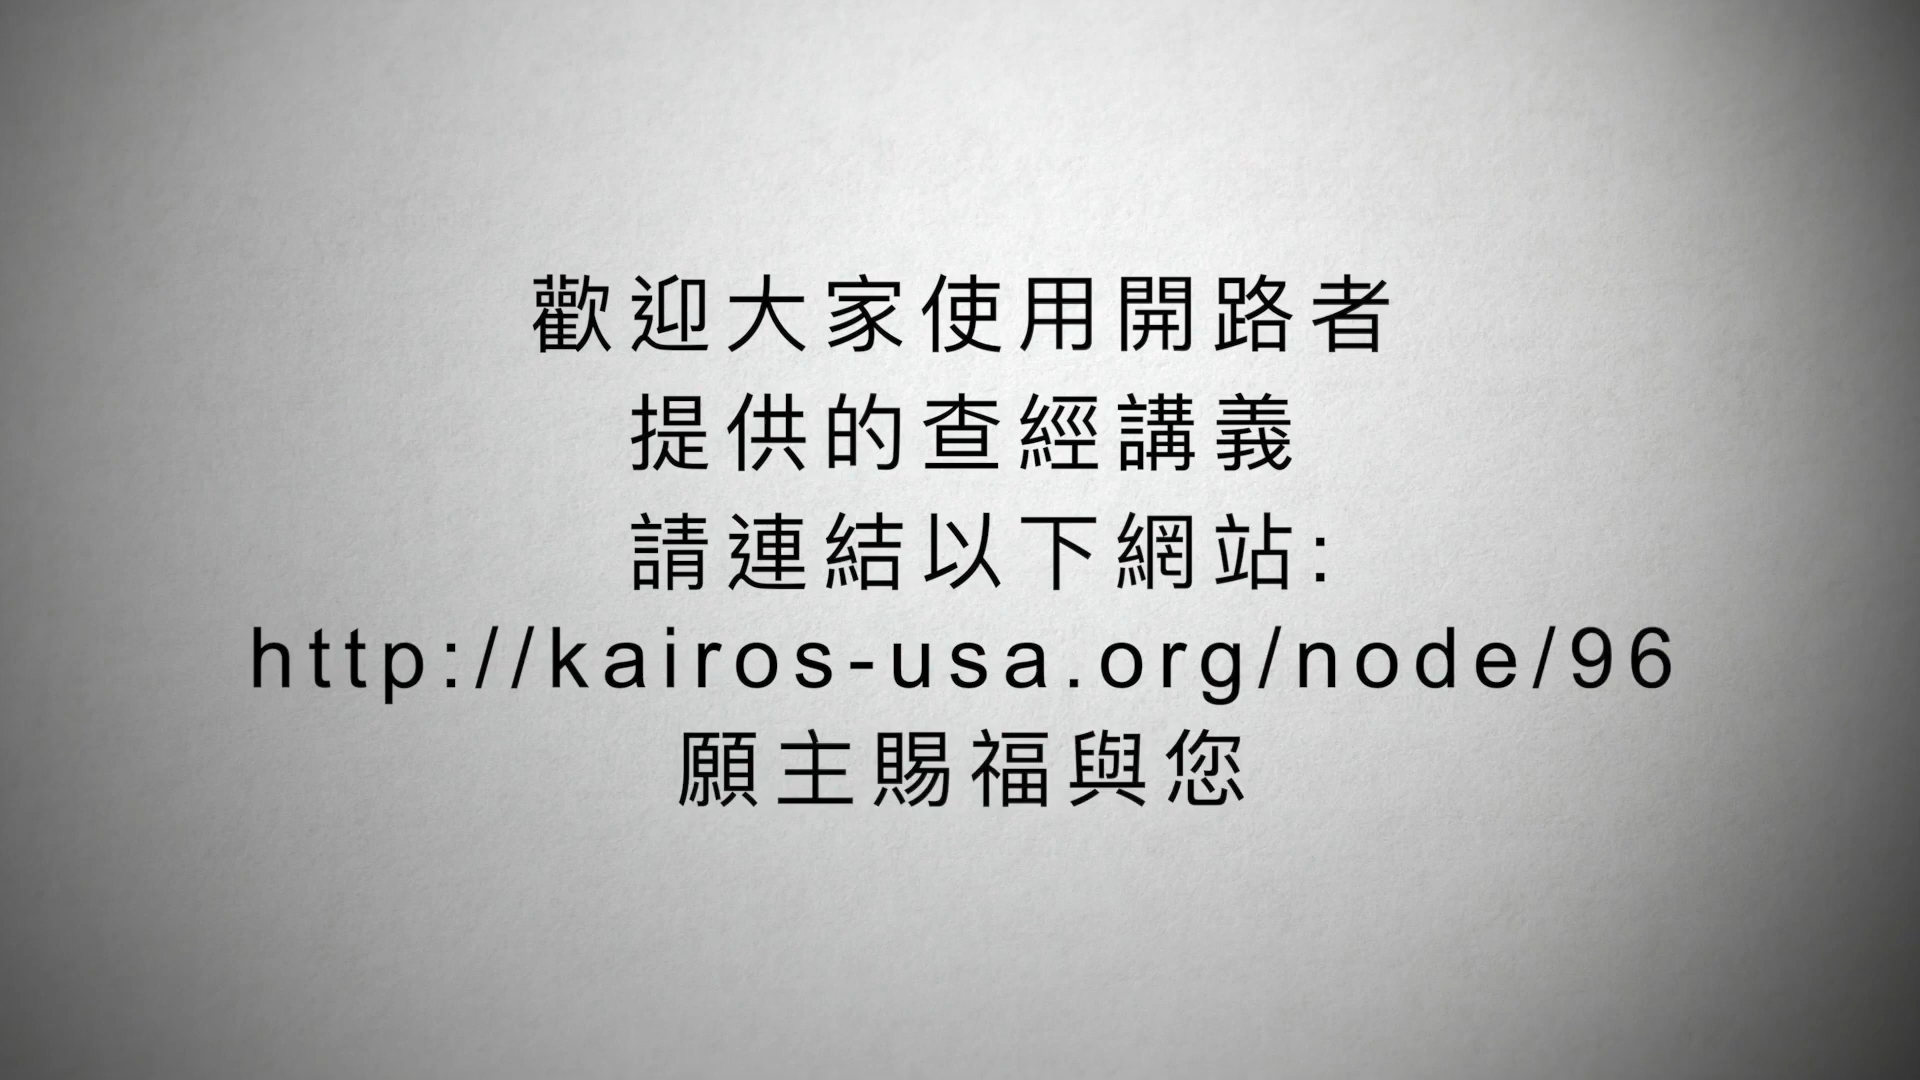 歡迎大家使用開路者
提供的查經講義
請連結以下網站:
http://kairos-usa.org/node/96
願主賜福與您